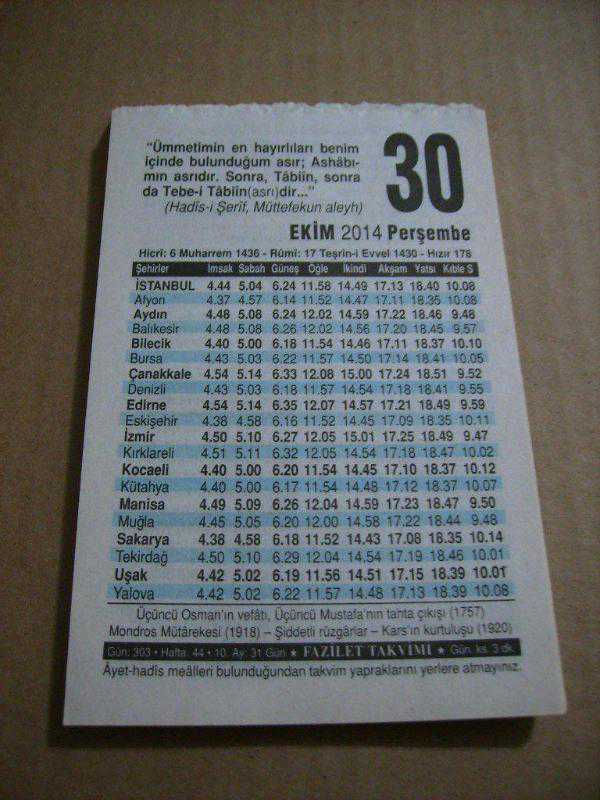 "Ümmetimin en hayırlıları benim
içinde bulunduğum asır; Ashâbı-
mın asrıdır. Sonra, Tâbiîn, sonra
da Tebe-i Tâbiîn(asrı)dir..."
(Hadîs-i Şerîf, Müttefekun aleyh)
30
EKİM 2014 Perşembe
Hicrî: 6 Muharrem 1436 - Rûmî: 17 Teşrin-i Evvel 1430 - Hızır 178
Şehirler İmsak Sabah Güneş Öğle İkindi Akşam Yatsı Kıble S
İSTANBUL 4.44 5.04 6.24 11.58 14.49 17.13 18.40 10.08
Afyon 4.37 4.57 6.14 11.52 14.47 17.11 18.35 10.08
Aydın 4.48 5.08 6.24 12.02 14.59 17.22 18.46 9.48
Balıkesir 4.48 5.08 6.26 12.02 14.56 17.20 18.45 9.57
Bilecik 4.40 5.00 6.18 11.54 14.46 17.11 18.37 10.10
Bursa 4.43 5.03 6.22 11.57 14.50 17.14 18.41 10.05
Çanakkale 4.54 5.14 6.33 12.08 15.00 17.24 18.51 9.52
Denizli 4.43 5.03 6.18 11.57 14.54 17.18 18.41 9.55
Edirne 4.54 5.14 6.35 12.07 14.57 17.21 18.49 9.59
Eskişehir 4.38 4.58 6.16 11.52 14.45 17.09 18.35 10.11
İzmir 4.50 5.10 6.27 12.05 15.01 17.25 18.49 9.47
Kırklareli 4.51 5.11 6.32 12.05 14.54 17.18 18.47 10.02
Kocaeli 4.40 5.00 6.20 11.54 14.45 17.10 18.37 10.12
Kütahya 4.40 5.00 6.17 11.54 14.48 17.12 18.37 10.07
Manisa 4.49 5.09 6.26 12.04 14.59 17.23 18.47 9.50
Muğla 4.45 5.05 6.20 12.00 14.58 17.22 18.44 9.48
Sakarya 4.38 4.58 6.18 11.52 14.43 17.08 18.35 10.14
Tekirdağ 4.50 5.10 6.29 12.04 14.54 17.19 18.46 10.01
Uşak 4.42 5.02 6.19 11.56 14.51 17.15 18.39 10.01
Yalova 4.42 5.02 6.22 11.57 14.48 17.13 18.39 10.08
Üçüncü Osman'ın vefâtı, Üçüncü Mustafa'nın tahta çıkışı (1757)
Mondros Mütârekesi (1918) – Şiddetli rüzgârlar – Kars'ın kurtuluşu (1920)
Gün: 303 • Hafta: 44 • 10. Ay: 31 Gün ★ FAZİLET TAKVİMİ ★ Gün. ks. 3 dk.
Âyet-hadîs meâlleri bulunduğundan takvim yapraklarını yerlere atmayınız.